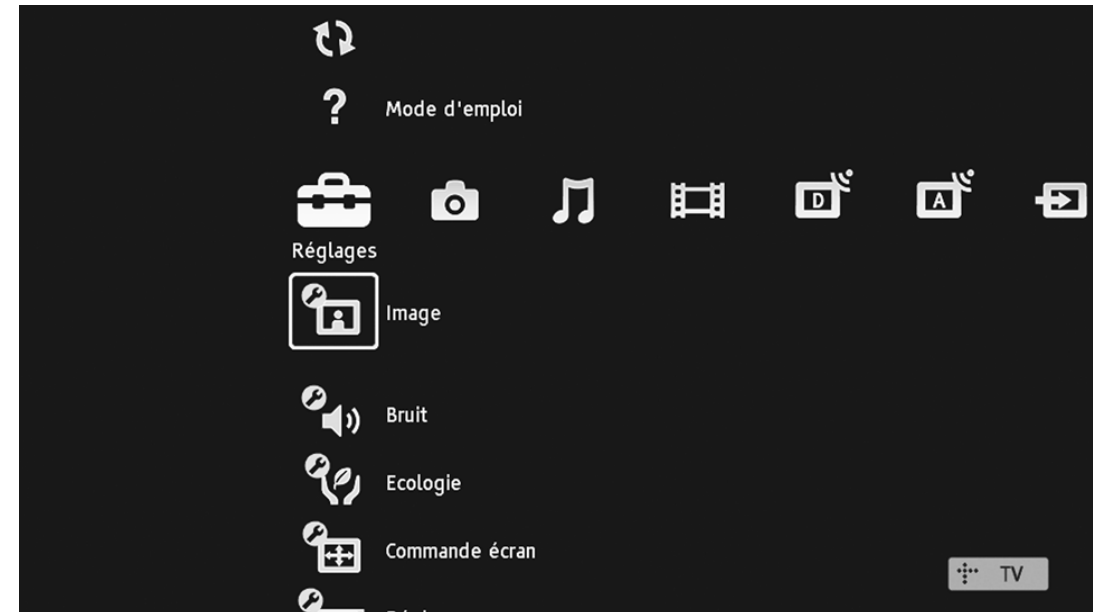 ?
Mode d'emploi
D
A
Réglages
Image
Bruit
Ecologie
Commande écran
TV